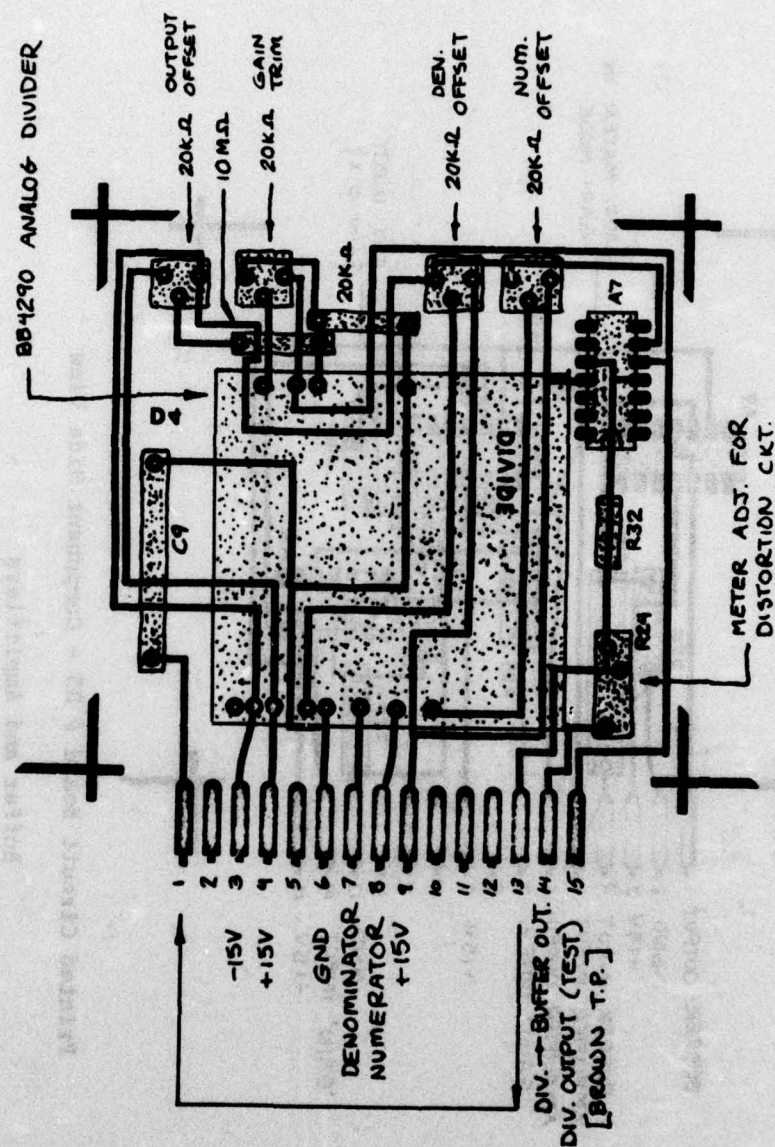 BB4290 ANALOG DIVIDER
20KΩ OUTPUT
OFFSET
10MΩ
20KΩ GAIN
TRIM
20KΩ DEN.
OFFSET
20KΩ NUM.
OFFSET
D4
C9
20KΩ
DIVIDE
A7
R32
R24
METER ADJ. FOR
DISTORTION CKT.
1
2
3 -15V
4 +15V
5
6 GND
7 DENOMINATOR
8 NUMERATOR
9 +15V
10
11
12
13 DIV. → BUFFER OUT.
14 DIV. OUTPUT (TEST)
15 [BROWN T.P.]